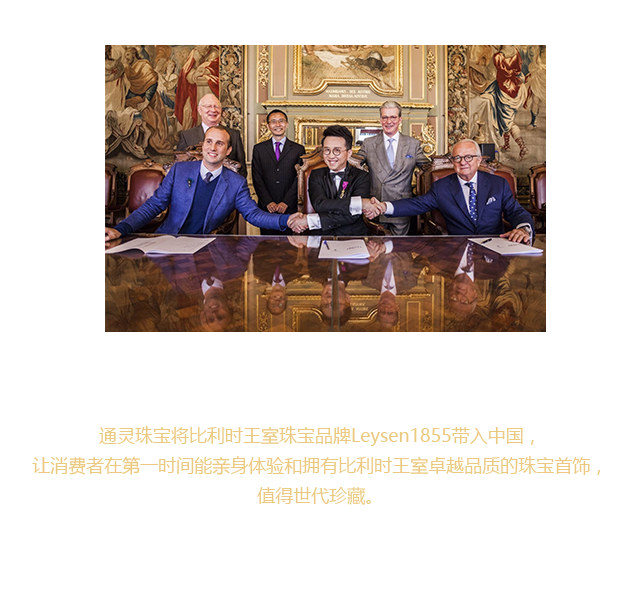 通灵珠宝将比利时王室珠宝品牌Leysen1855带入中国，
让消费者在第一时间能亲身体验和拥有比利时王室卓越品质的珠宝首饰，
值得世代珍藏。